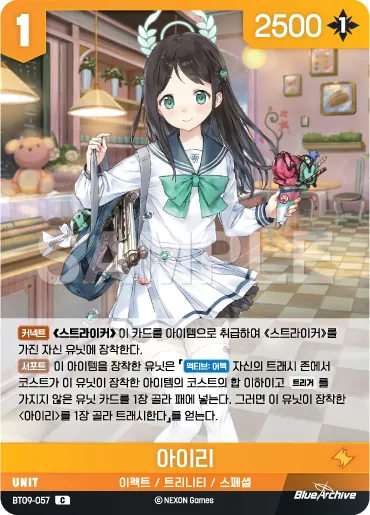 1
2500 1
SAMPLE
커넥트 《스트라이커》 이 카드를 아이템으로 취급하여 《스트라이커》를
가진 자신 유닛에 장착한다.
서포트 이 아이템을 장착한 유닛은 「액티브: 어택 자신의 트래시 존에서
코스트가 이 유닛이 장착한 아이템의 코스트의 합 이하이고 트리거 를
가지지 않은 유닛 카드를 1장 골라 패에 넣는다. 그러면 이 유닛이 장착한
〈아이리〉를 1장 골라 트래시한다」를 얻는다.
아이리
UNIT 이펙트 / 트리니티 / 스페셜
BT09-057 C © NEXON Games BlueArchive